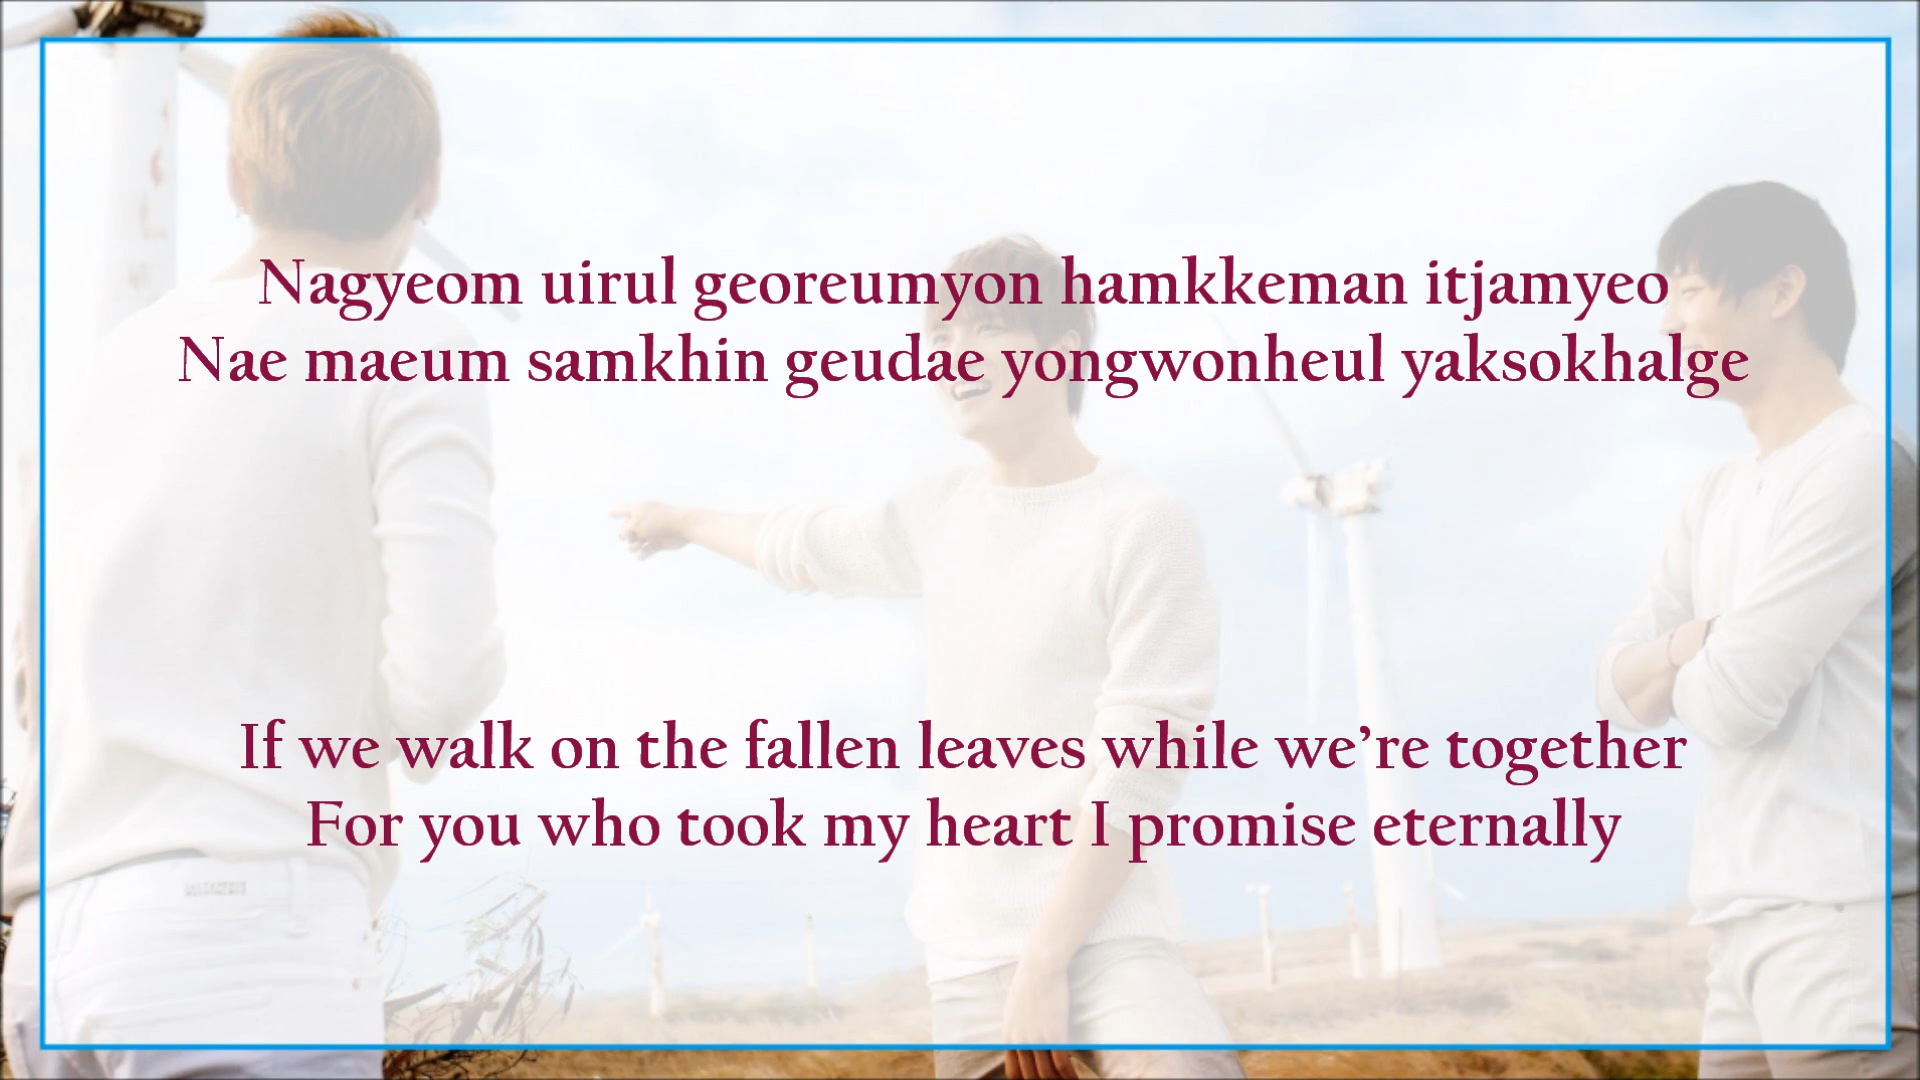 Nagyeom uirul georeumyon hamkkeman itjamyeo
Nae maeum samkhin geudae yongwonheul yaksokhalge
If we walk on the fallen leaves while we’re together
For you who took my heart I promise eternally